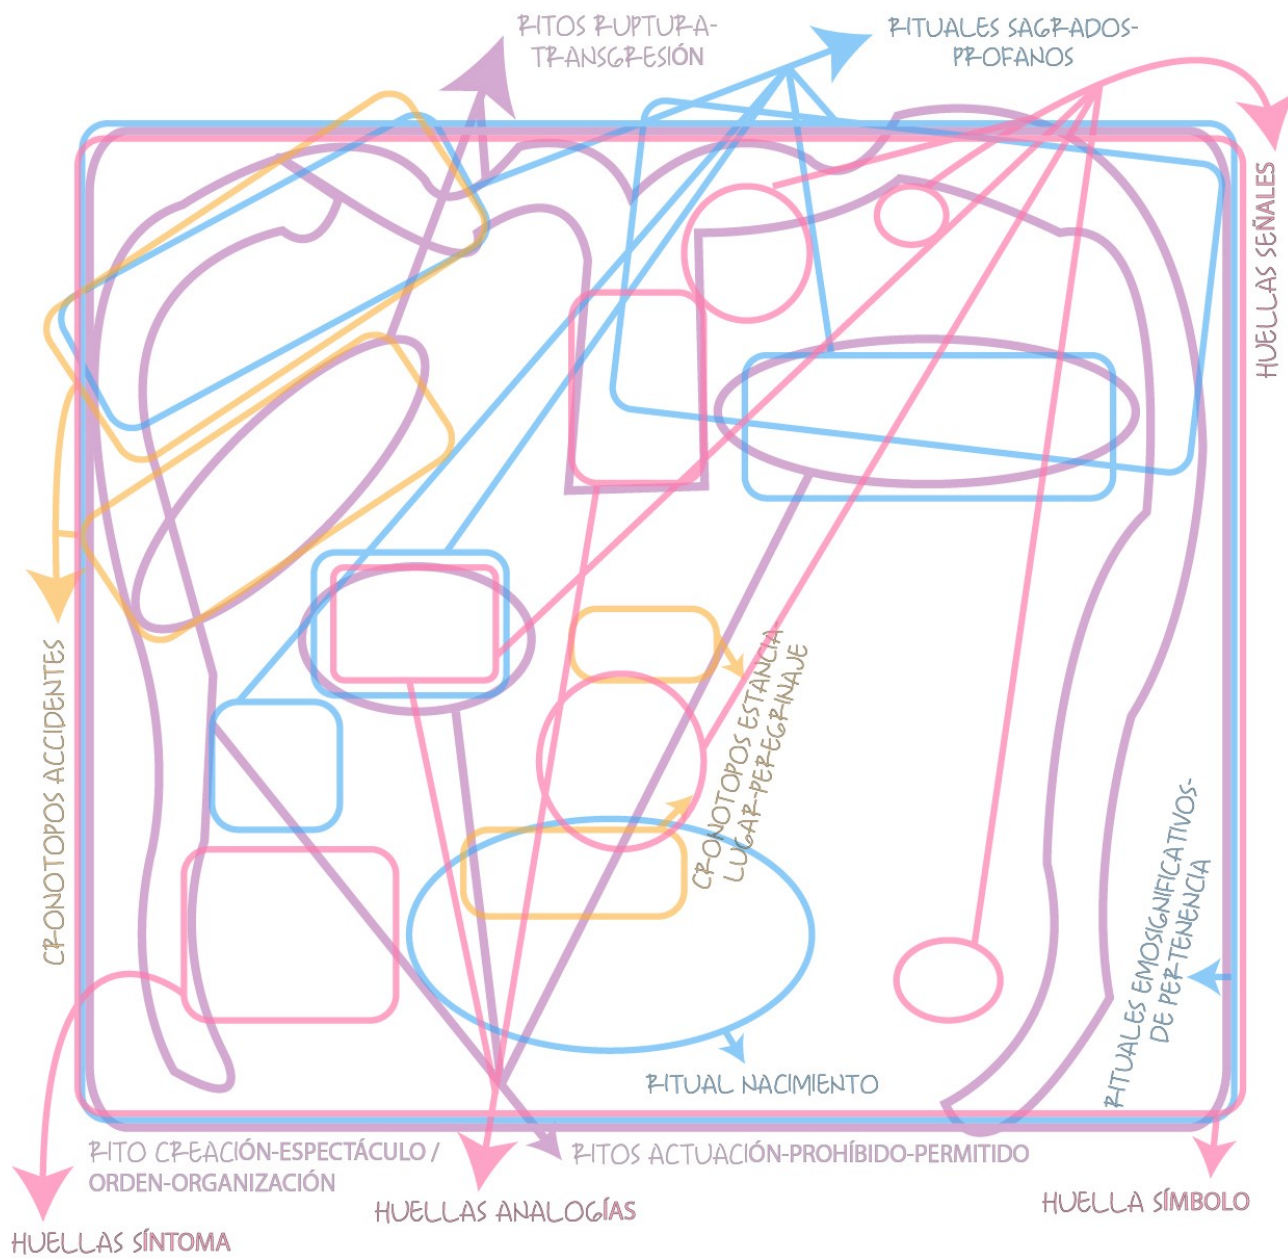 RITOS RUPTURA-
TRANSGRESIÓN
RITUALES SAGRADOS-
PROFANOS
HUELLAS SEÑALES
CRONOTOPOS ACCIDENTES
CRONOTOPOS ESTANCIA
LUGAR-PEREGRINAJE
RITUALES EMOSIGNIFICATIVOS-
DE PERTENENCIA
RITUAL NACIMIENTO
RITO CREACIÓN-ESPECTÁCULO /
ORDEN-ORGANIZACIÓN
RITOS ACTUACIÓN-PROHÍBIDO-PERMITIDO
HUELLAS SÍNTOMA
HUELLAS ANALOGÍAS
HUELLA SÍMBOLO